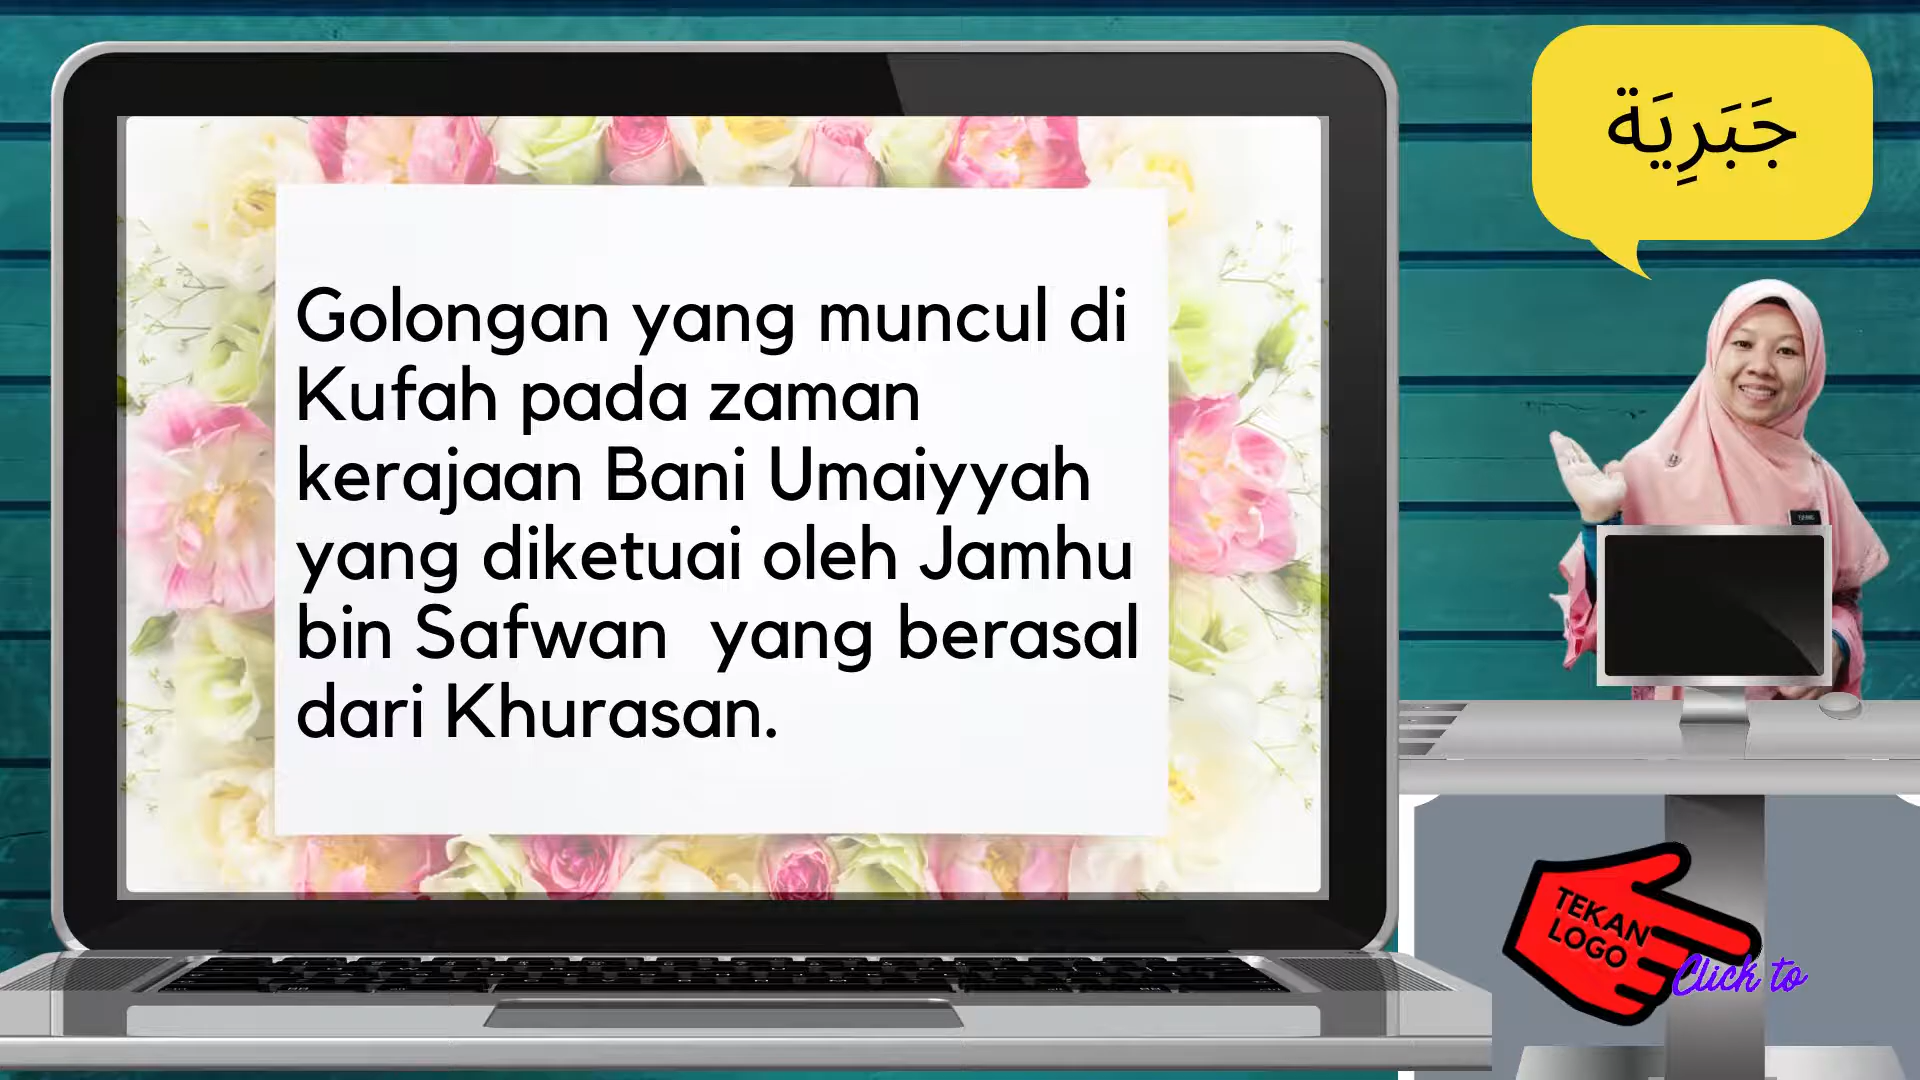 جَبَرِيَة
Golongan yang muncul di
Kufah pada zaman
kerajaan Bani Umaiyyah
yang diketuai oleh Jamhu
bin Safwan yang berasal
dari Khurasan.
TEKAN
LOGO
Click to